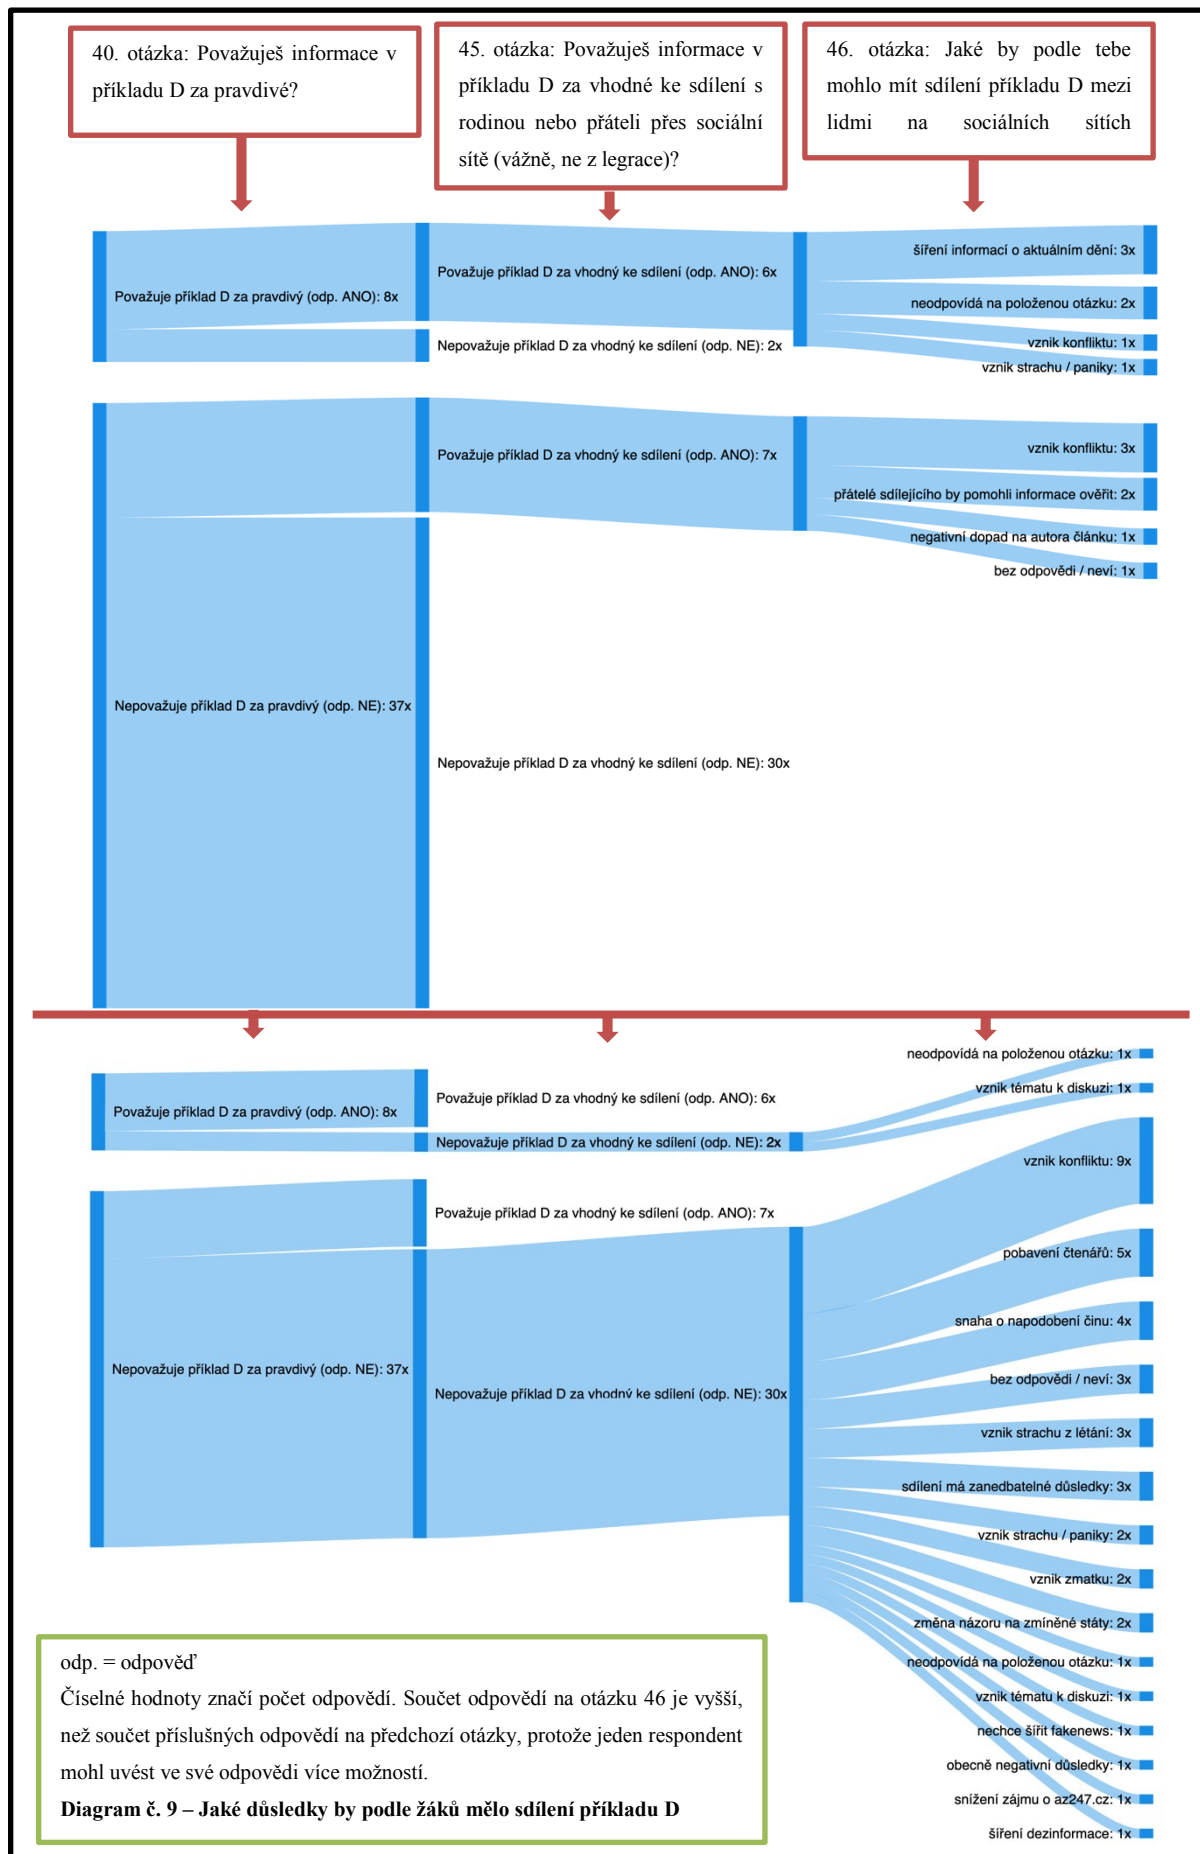 40. otázka: Považuješ informace v
příkladu D za pravdivé?
45. otázka: Považuješ informace v
příkladu D za vhodné ke sdílení s
rodinou nebo přáteli přes sociální
sítě (vážně, ne z legrace)?
46. otázka: Jaké by podle tebe
mohlo mít sdílení příkladu D mezi
lidmi na sociálních sítích
Považuje příklad D za pravdivý (odp. ANO): 8x
Považuje příklad D za vhodný ke sdílení (odp. ANO): 6x
Nepovažuje příklad D za vhodný ke sdílení (odp. NE): 2x
šíření informací o aktuálním dění: 3x
neodpovídá na položenou otázku: 2x
vznik konfliktu: 1x
vznik strachu / paniky: 1x
Nepovažuje příklad D za pravdivý (odp. NE): 37x
Považuje příklad D za vhodný ke sdílení (odp. ANO): 7x
Nepovažuje příklad D za vhodný ke sdílení (odp. NE): 30x
vznik konfliktu: 3x
přátelé sdílejícího by pomohli informace ověřit: 2x
negativní dopad na autora článku: 1x
bez odpovědi / neví: 1x
Považuje příklad D za pravdivý (odp. ANO): 8x
Považuje příklad D za vhodný ke sdílení (odp. ANO): 6x
Nepovažuje příklad D za vhodný ke sdílení (odp. NE): 2x
neodpovídá na položenou otázku: 1x
vznik tématu k diskuzi: 1x
Nepovažuje příklad D za pravdivý (odp. NE): 37x
Považuje příklad D za vhodný ke sdílení (odp. ANO): 7x
Nepovažuje příklad D za vhodný ke sdílení (odp. NE): 30x
vznik konfliktu: 9x
pobavení čtenářů: 5x
snaha o napodobení činu: 4x
bez odpovědi / neví: 3x
vznik strachu z létání: 3x
sdílení má zanedbatelné důsledky: 3x
vznik strachu / paniky: 2x
vznik zmatku: 2x
změna názoru na zmíněné státy: 2x
neodpovídá na položenou otázku: 1x
vznik tématu k diskuzi: 1x
nechce šířit fakenews: 1x
obecně negativní důsledky: 1x
snížení zájmu o az247.cz: 1x
šíření dezinformace: 1x
odp. = odpověď
Číselné hodnoty značí počet odpovědí. Součet odpovědí na otázku 46 je vyšší,
než součet příslušných odpovědí na předchozí otázky, protože jeden respondent
mohl uvést ve své odpovědi více možností.
Diagram č. 9 – Jaké důsledky by podle žáků mělo sdílení příkladu D